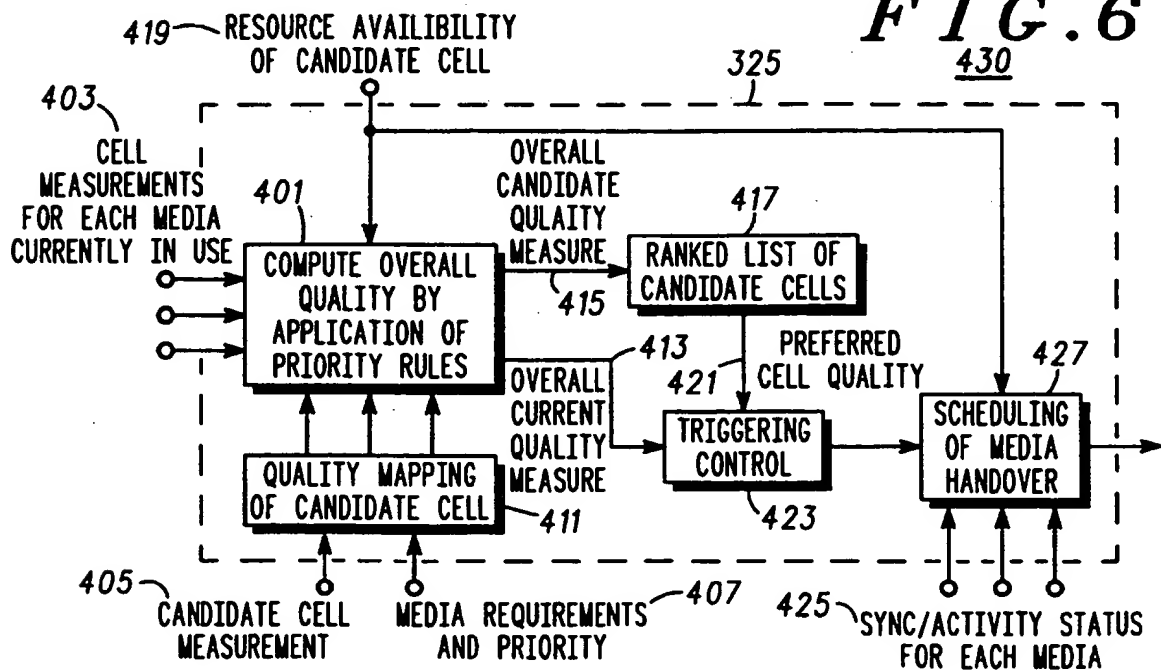 FIG.6
430
419
RESOURCE AVAILIBITY
OF CANDIDATE CELL
325
403
CELL
MEASUREMENTS
FOR EACH MEDIA
CURRENTLY IN USE
401
COMPUTE OVERALL
QUALITY BY
APPLICATION OF
PRIORITY RULES
OVERALL
CANDIDATE
QULAITY
MEASURE
415
417
RANKED LIST OF
CANDIDATE CELLS
413
OVERALL
CURRENT
QUALITY
MEASURE
421
PREFERRED
CELL QUALITY
TRIGGERING
CONTROL
423
427
SCHEDULING
OF MEDIA
HANDOVER
QUALITY MAPPING
OF CANDIDATE CELL
411
405
CANDIDATE CELL
MEASUREMENT
MEDIA REQUTREMENTS
AND PRIORITY
407
425
SYNC/ACTIVITY STATUS
FOR EACH MEDIA